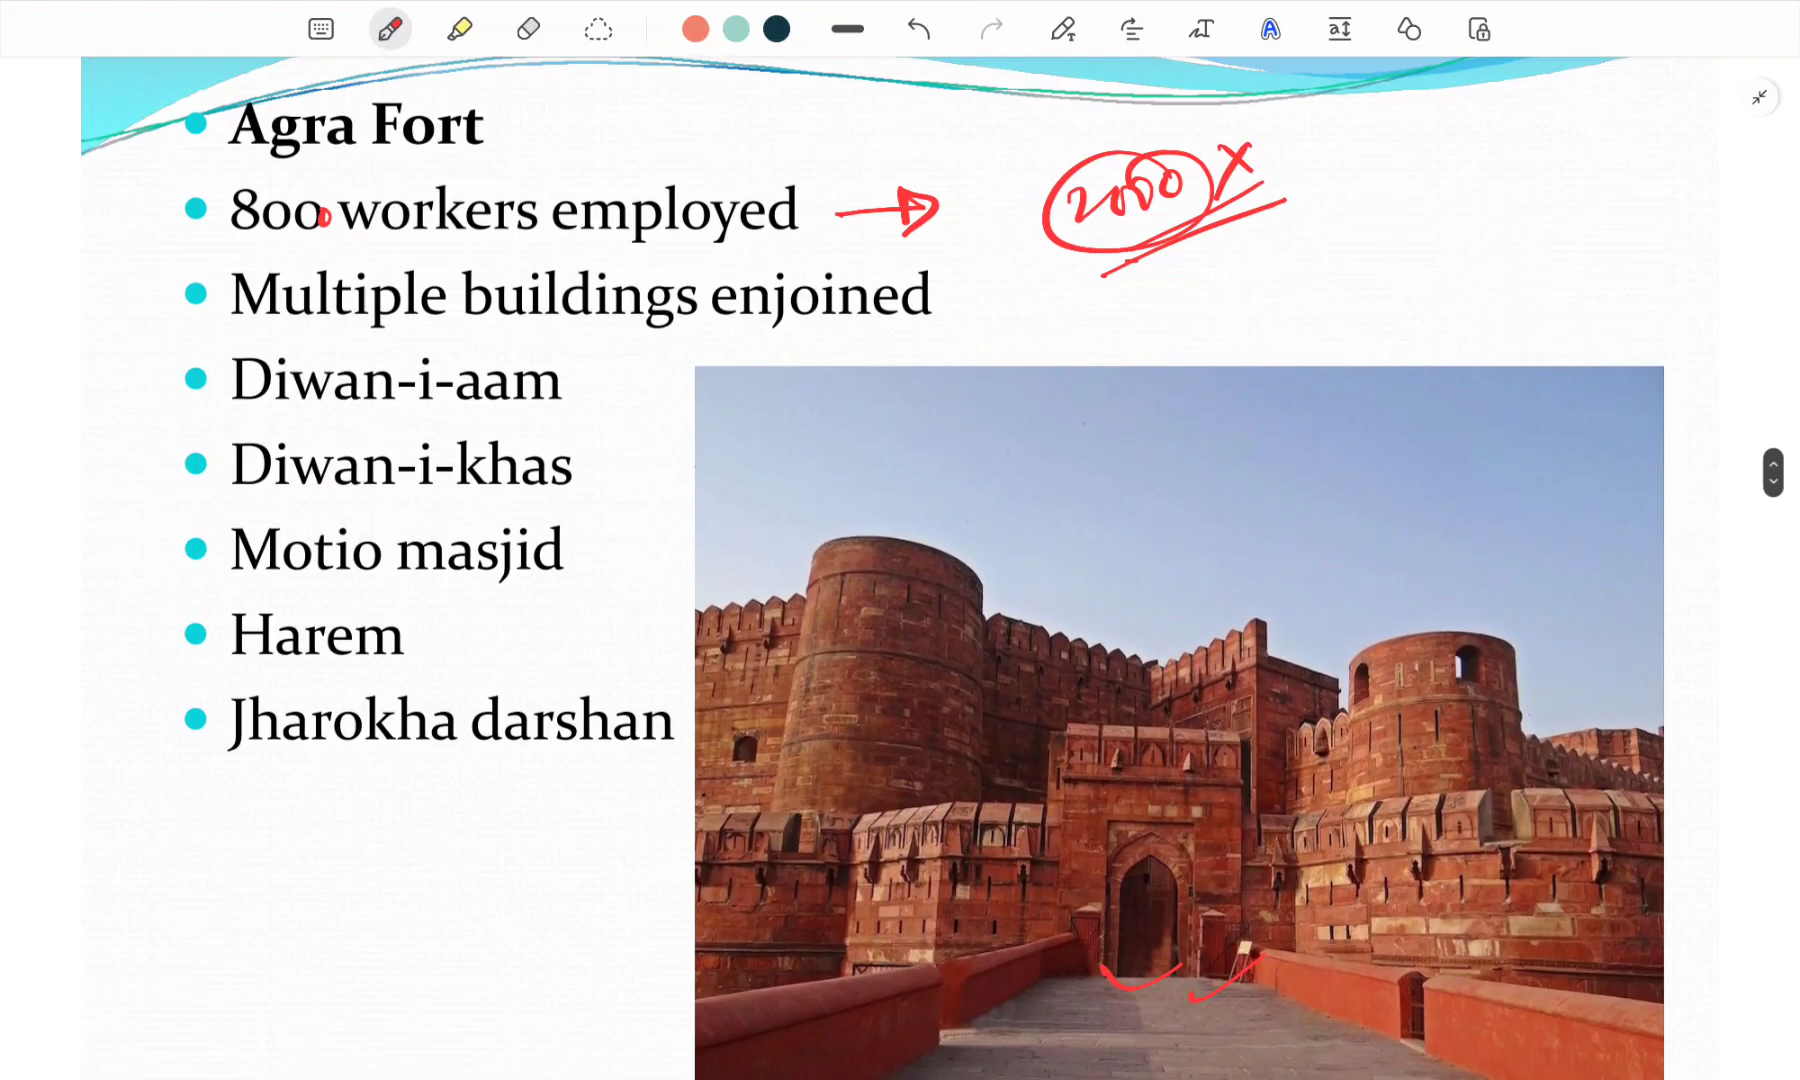 Agra Fort
8000 workers employed → 2000 X
Multiple buildings enjoined
Diwan-i-aam
Diwan-i-khas
Motio masjid
Harem
Jharokha darshan